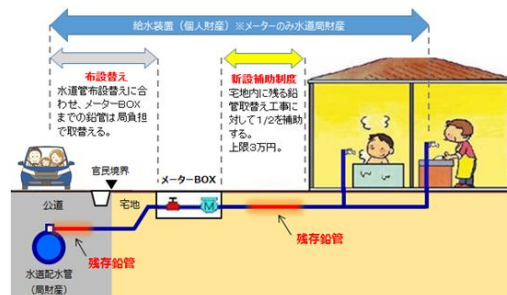 給水装置（個人財産）※メーターのみ水道局財産
布設替え
水道管布設替えに合
わせ、メーターBOX
までの鉛管は局負担
で取替える。
新設補助制度
宅地内に残る鉛
管取替え工事に
対して1/2を補助
する。
上限3万円。
官民境界
メーターBOX
公道
宅地
M
残存鉛管
残存鉛管
水道配水管
（局財産）